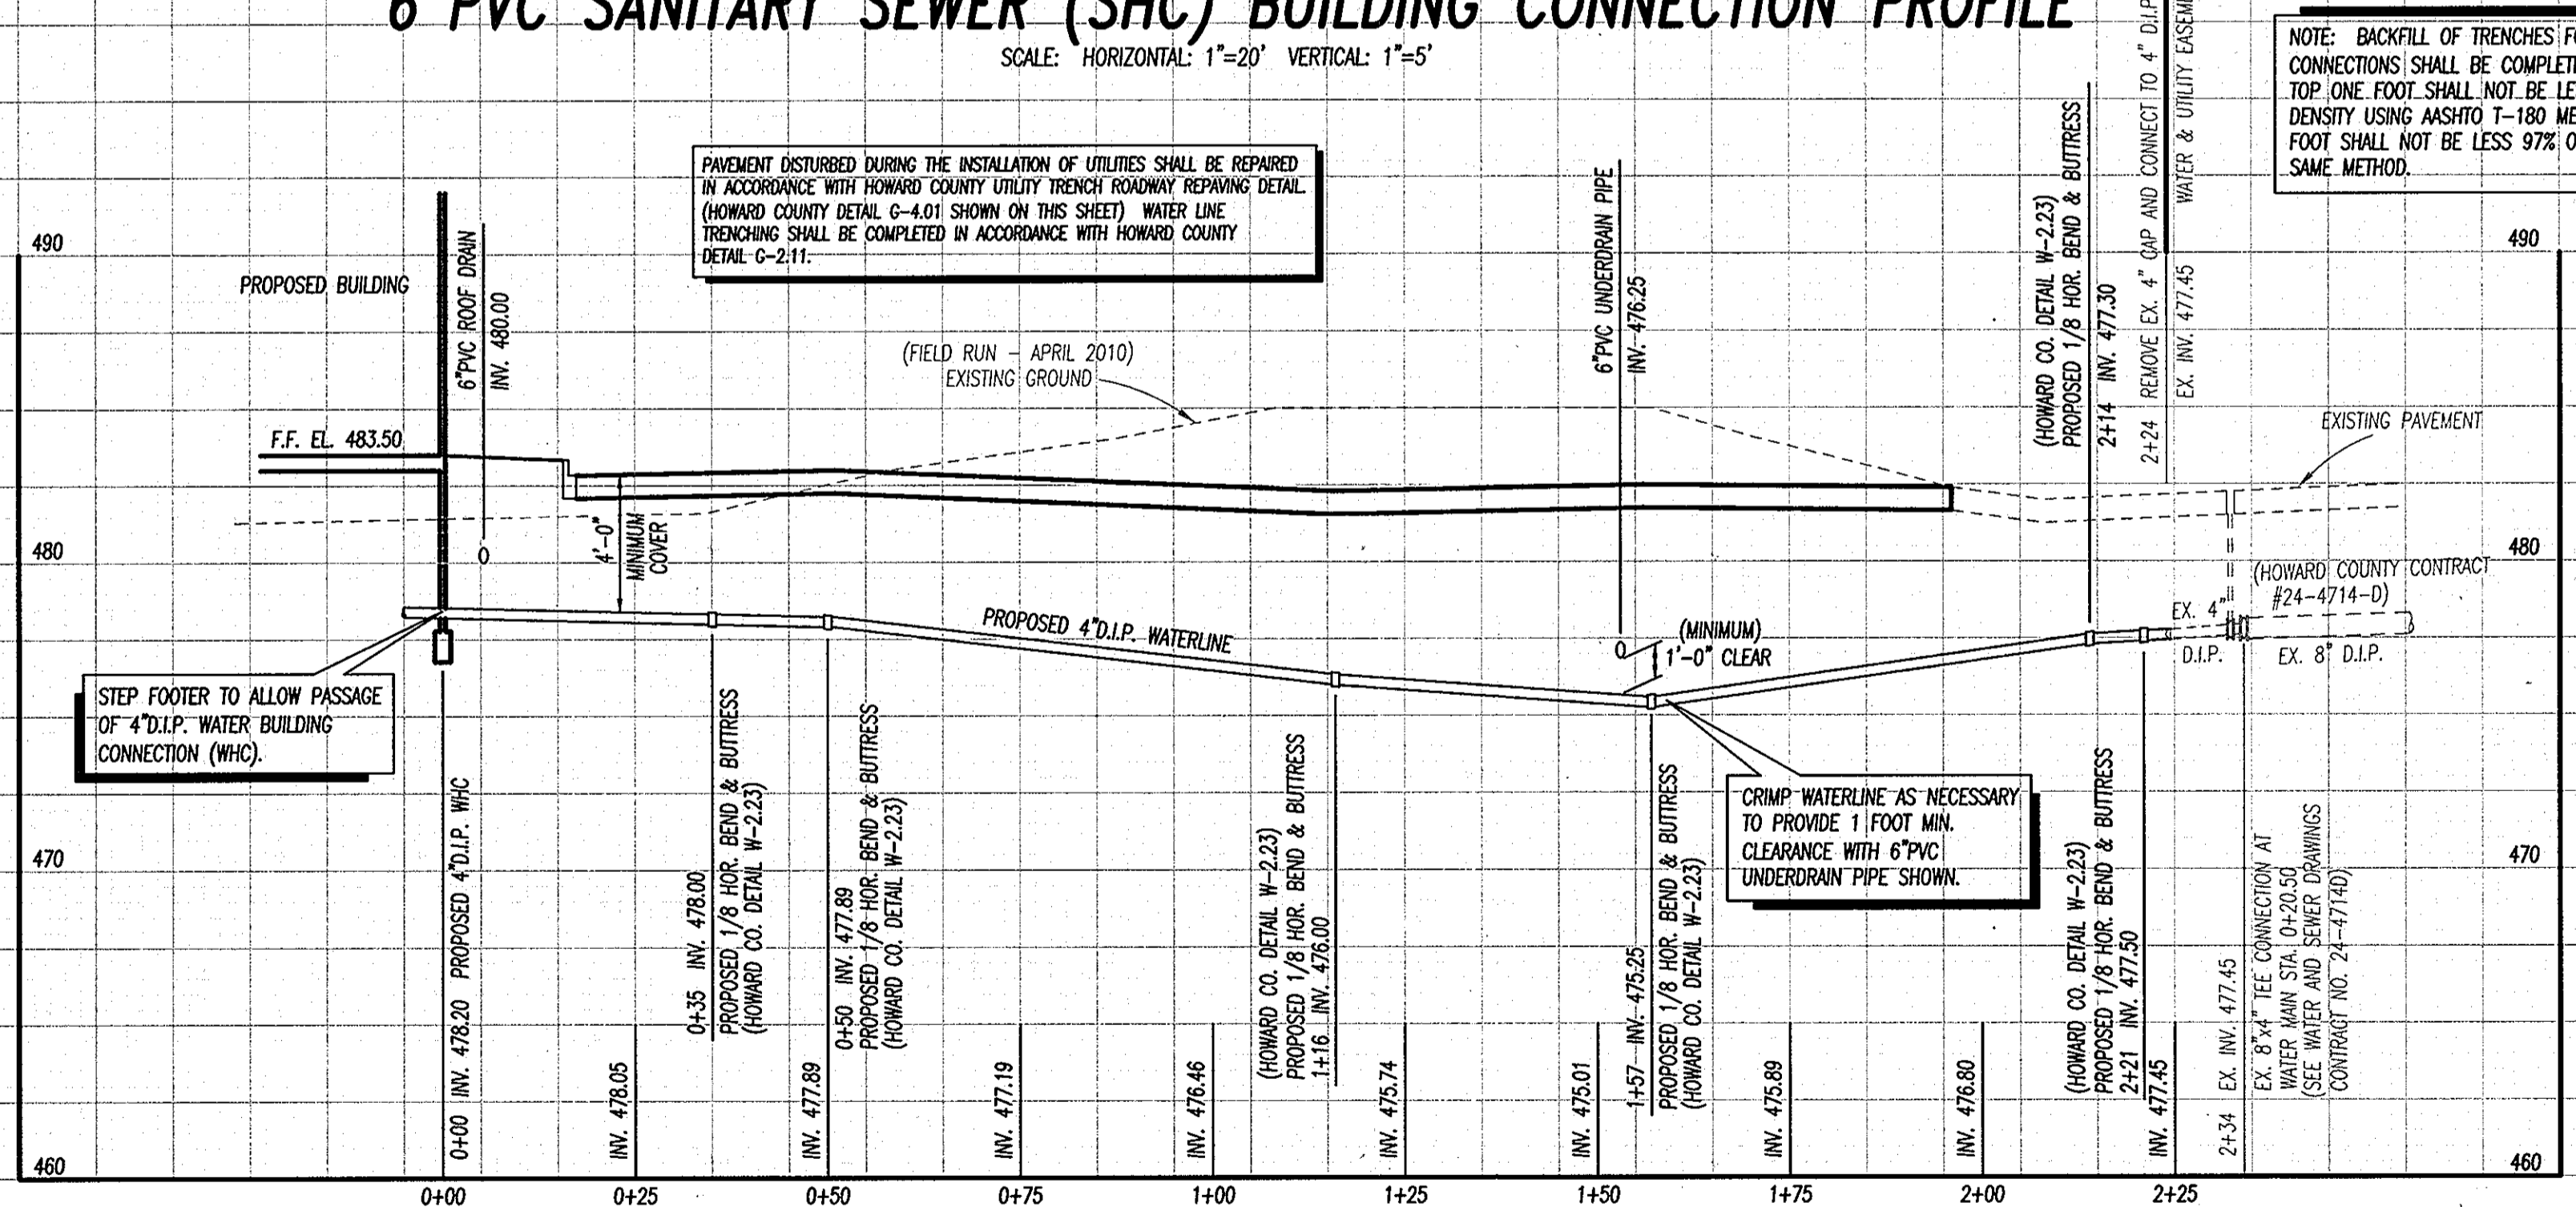 6" PVC SANITARY SEWER (SHC) BUILDING CONNECTION PROFILE
SCALE: HORIZONTAL: 1"=20' VERTICAL: 1"=5'
NOTE: BACKFILL OF TRENCHES
CONNECTIONS SHALL BE
TOP ONE FOOT SHALL NOT BE
DENSITY USING AASHTO T-180
FOOT SHALL NOT BE LESS 97%
SAME METHOD.
PAVEMENT DISTURBED DURING THE INSTALLATION OF UTILITIES SHALL BE REPAIRED
IN ACCORDANCE WITH HOWARD COUNTY UTILITY TRENCH ROADWAY REPAVING DETAIL.
(HOWARD COUNTY DETAIL G-4.01 SHOWN ON THIS SHEET) WATER LINE
TRENCHING SHALL BE COMPLETED IN ACCORDANCE WITH HOWARD COUNTY
DETAIL G-2.11.
490
490
PROPOSED BUILDING
6"PVC ROOF DRAIN
INV. 480.00
(FIELD RUN - APRIL 2010)
EXISTING GROUND
6"PVC UNDERDRAIN PIPE
INV. 476.25
(HOWARD CO. DETAIL W-2.23)
PROPOSED 1/8 HOR. BEND & BUTTRESS
2+14 INV. 477.30
2+24 REMOVE EX. 4" CAP AND CONNECT TO 4" D.I.P.
EX. INV. 477.45 WATER & UTILITY
EXISTING PAVEMENT
F.F. EL. 483.50
480
480
4'-0"
MINIMUM
COVER
(HOWARD COUNTY CONTRACT
#24-4714-D)
EX. 4"
D.I.P.
EX. 8" D.I.P.
PROPOSED 4"D.I.P. WATERLINE
(MINIMUM)
1'-0" CLEAR
STEP FOOTER TO ALLOW PASSAGE
OF 4"D.I.P. WATER BUILDING
CONNECTION (WHC).
CRIMP WATERLINE AS NECESSARY
TO PROVIDE 1 FOOT MIN.
CLEARANCE WITH 6"PVC
UNDERDRAIN PIPE SHOWN.
470
470
0+00 INV. 478.20 PROPOSED 4"D.I.P. WHC
INV. 478.05
0+35 INV. 478.00
PROPOSED 1/8 HOR. BEND & BUTTRESS
(HOWARD CO. DETAIL W-2.23)
INV. 477.89
0+50 INV. 477.89
PROPOSED 1/8 HOR. BEND & BUTTRESS
(HOWARD CO. DETAIL W-2.23)
INV. 477.19
INV. 476.46
(HOWARD CO. DETAIL W-2.23)
PROPOSED 1/8 HOR. BEND & BUTTRESS
1+16 INV. 476.00
INV. 475.74
INV. 475.01
1+57 INV. 475.25
PROPOSED 1/8 HOR. BEND & BUTTRESS
(HOWARD CO. DETAIL W-2.23)
INV. 475.89
INV. 476.80
(HOWARD CO. DETAIL W-2.23)
PROPOSED 1/8 HOR. BEND & BUTTRESS
2+21 INV. 477.50
INV. 477.45
2+34 EX. INV. 477.45
EX. 8"x4" TEE CONNECTION AT
WATER MAIN STA. 0+20.50
(SEE WATER AND SEWER DRAWINGS
CONTRACT NO. 24-4714D)
460
460
0+00
0+25
0+50
0+75
1+00
1+25
1+50
1+75
2+00
2+25